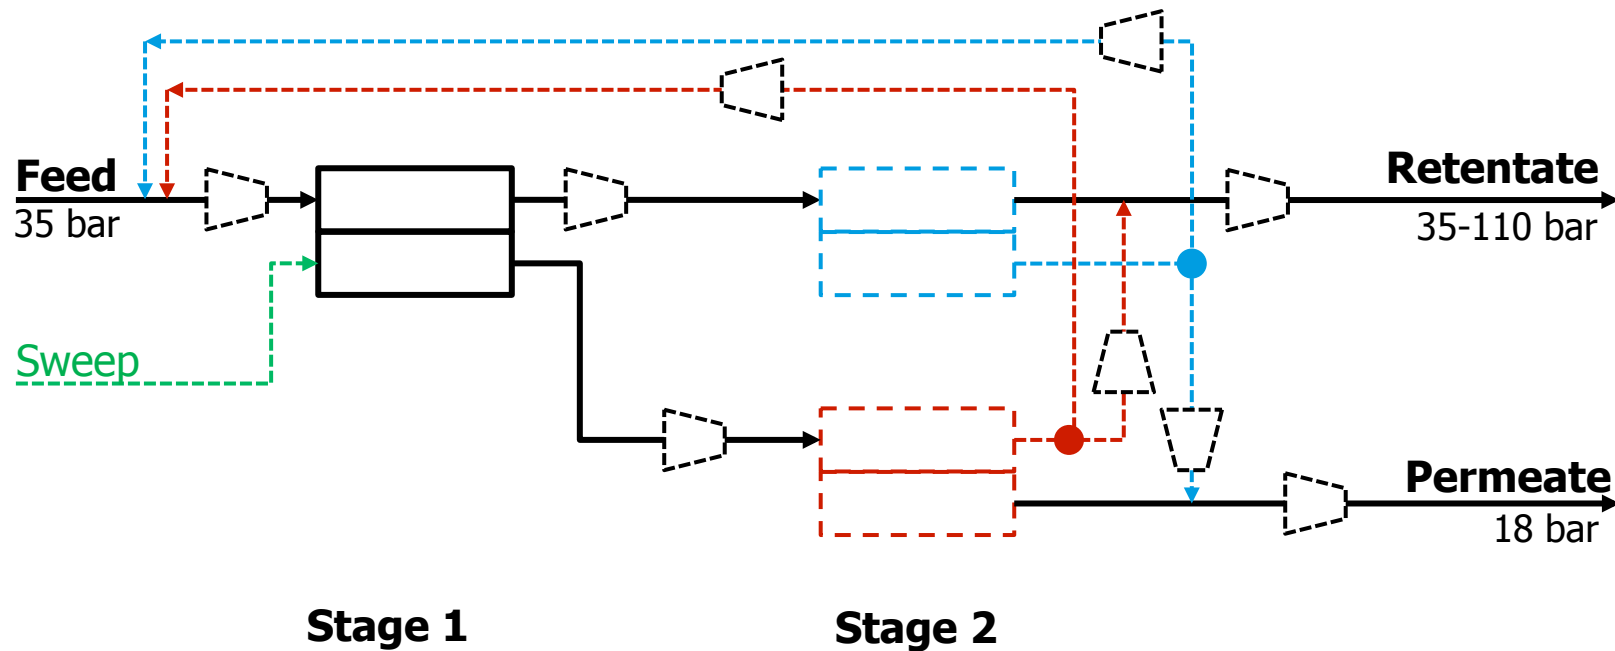 Feed
35 bar
Retentate
35-110 bar
Sweep
Permeate
18 bar
Stage 1
Stage 2